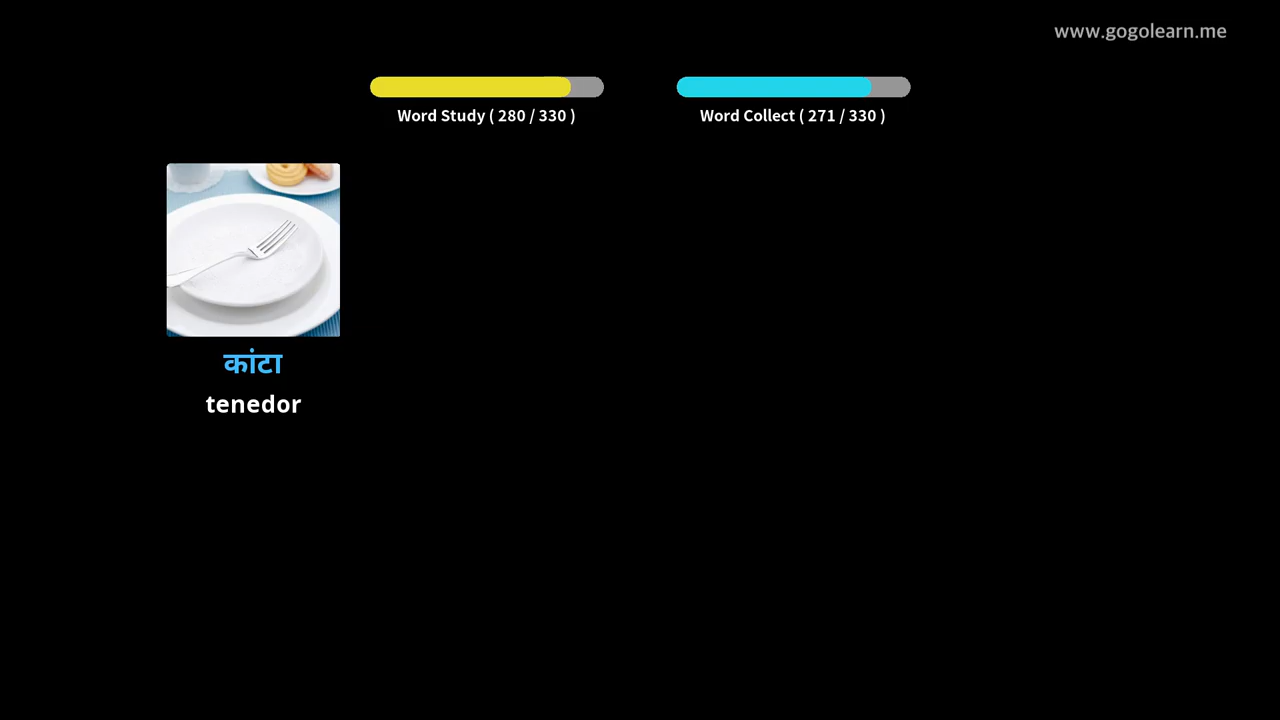 www.gogolearn.me
Word Study ( 280 / 330 )
Word Collect ( 271 / 330 )
कांटा
tenedor